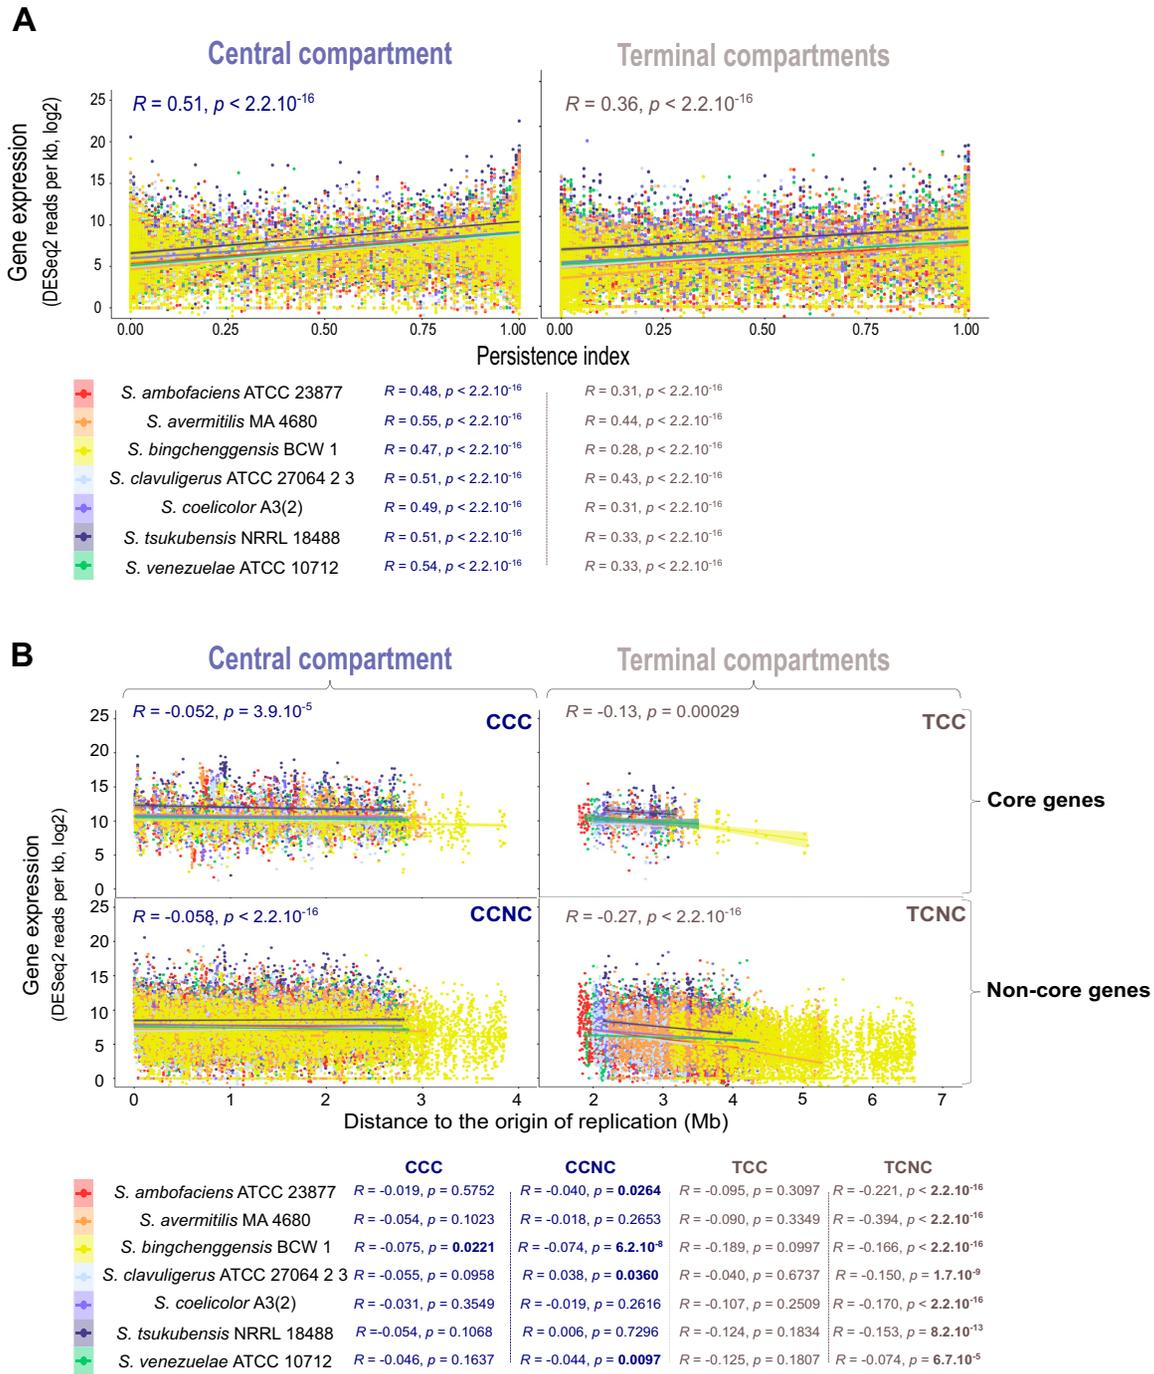 A
Central compartment
Terminal compartments
Gene expression
(DESeq2 reads per kb, log2)
R = 0.51, p < 2.2.10-16
R = 0.36, p < 2.2.10-16
25
20
15
10
5
0
0.00 0.25 0.50 0.75 1.00
0.00 0.25 0.50 0.75 1.00
Persistence index
S. ambofaciens ATCC 23877 R = 0.48, p < 2.2.10-16 R = 0.31, p < 2.2.10-16
S. avermitilis MA 4680 R = 0.55, p < 2.2.10-16 R = 0.44, p < 2.2.10-16
S. bingchenggensis BCW 1 R = 0.47, p < 2.2.10-16 R = 0.28, p < 2.2.10-16
S. clavuligerus ATCC 27064 2 3 R = 0.51, p < 2.2.10-16 R = 0.43, p < 2.2.10-16
S. coelicolor A3(2) R = 0.49, p < 2.2.10-16 R = 0.31, p < 2.2.10-16
S. tsukubensis NRRL 18488 R = 0.51, p < 2.2.10-16 R = 0.33, p < 2.2.10-16
S. venezuelae ATCC 10712 R = 0.54, p < 2.2.10-16 R = 0.33, p < 2.2.10-16
B
Central compartment
Terminal compartments
Gene expression
(DESeq2 reads per kb, log2)
R = -0.052, p = 3.9.10-5
CCC
R = -0.13, p = 0.00029
TCC
25
20
15
10
5
0
Core genes
R = -0.058, p < 2.2.10-16
CCNC
R = -0.27, p < 2.2.10-16
TCNC
25
20
15
10
5
0
Non-core genes
0 1 2 3 4
2 3 4 5 6 7
Distance to the origin of replication (Mb)
CCC CCNC TCC TCNC
S. ambofaciens ATCC 23877 R = -0.019, p = 0.5752 R = -0.040, p = 0.0264 R = -0.095, p = 0.3097 R = -0.221, p < 2.2.10-16
S. avermitilis MA 4680 R = -0.054, p = 0.1023 R = -0.018, p = 0.2653 R = -0.090, p = 0.3349 R = -0.394, p < 2.2.10-16
S. bingchenggensis BCW 1 R = -0.075, p = 0.0221 R = -0.074, p = 6.2.10-8 R = -0.189, p = 0.0997 R = -0.166, p < 2.2.10-16
S. clavuligerus ATCC 27064 2 3 R = -0.055, p = 0.0958 R = 0.038, p = 0.0360 R = -0.040, p = 0.6737 R = -0.150, p = 1.7.10-9
S. coelicolor A3(2) R = -0.031, p = 0.3549 R = -0.019, p = 0.2616 R = -0.107, p = 0.2509 R = -0.170, p < 2.2.10-16
S. tsukubensis NRRL 18488 R =-0.054, p = 0.1068 R = 0.006, p = 0.7296 R = -0.124, p = 0.1834 R = -0.153, p = 8.2.10-13
S. venezuelae ATCC 10712 R = -0.046, p = 0.1637 R = -0.044, p = 0.0097 R = -0.125, p = 0.1807 R = -0.074, p = 6.7.10-5